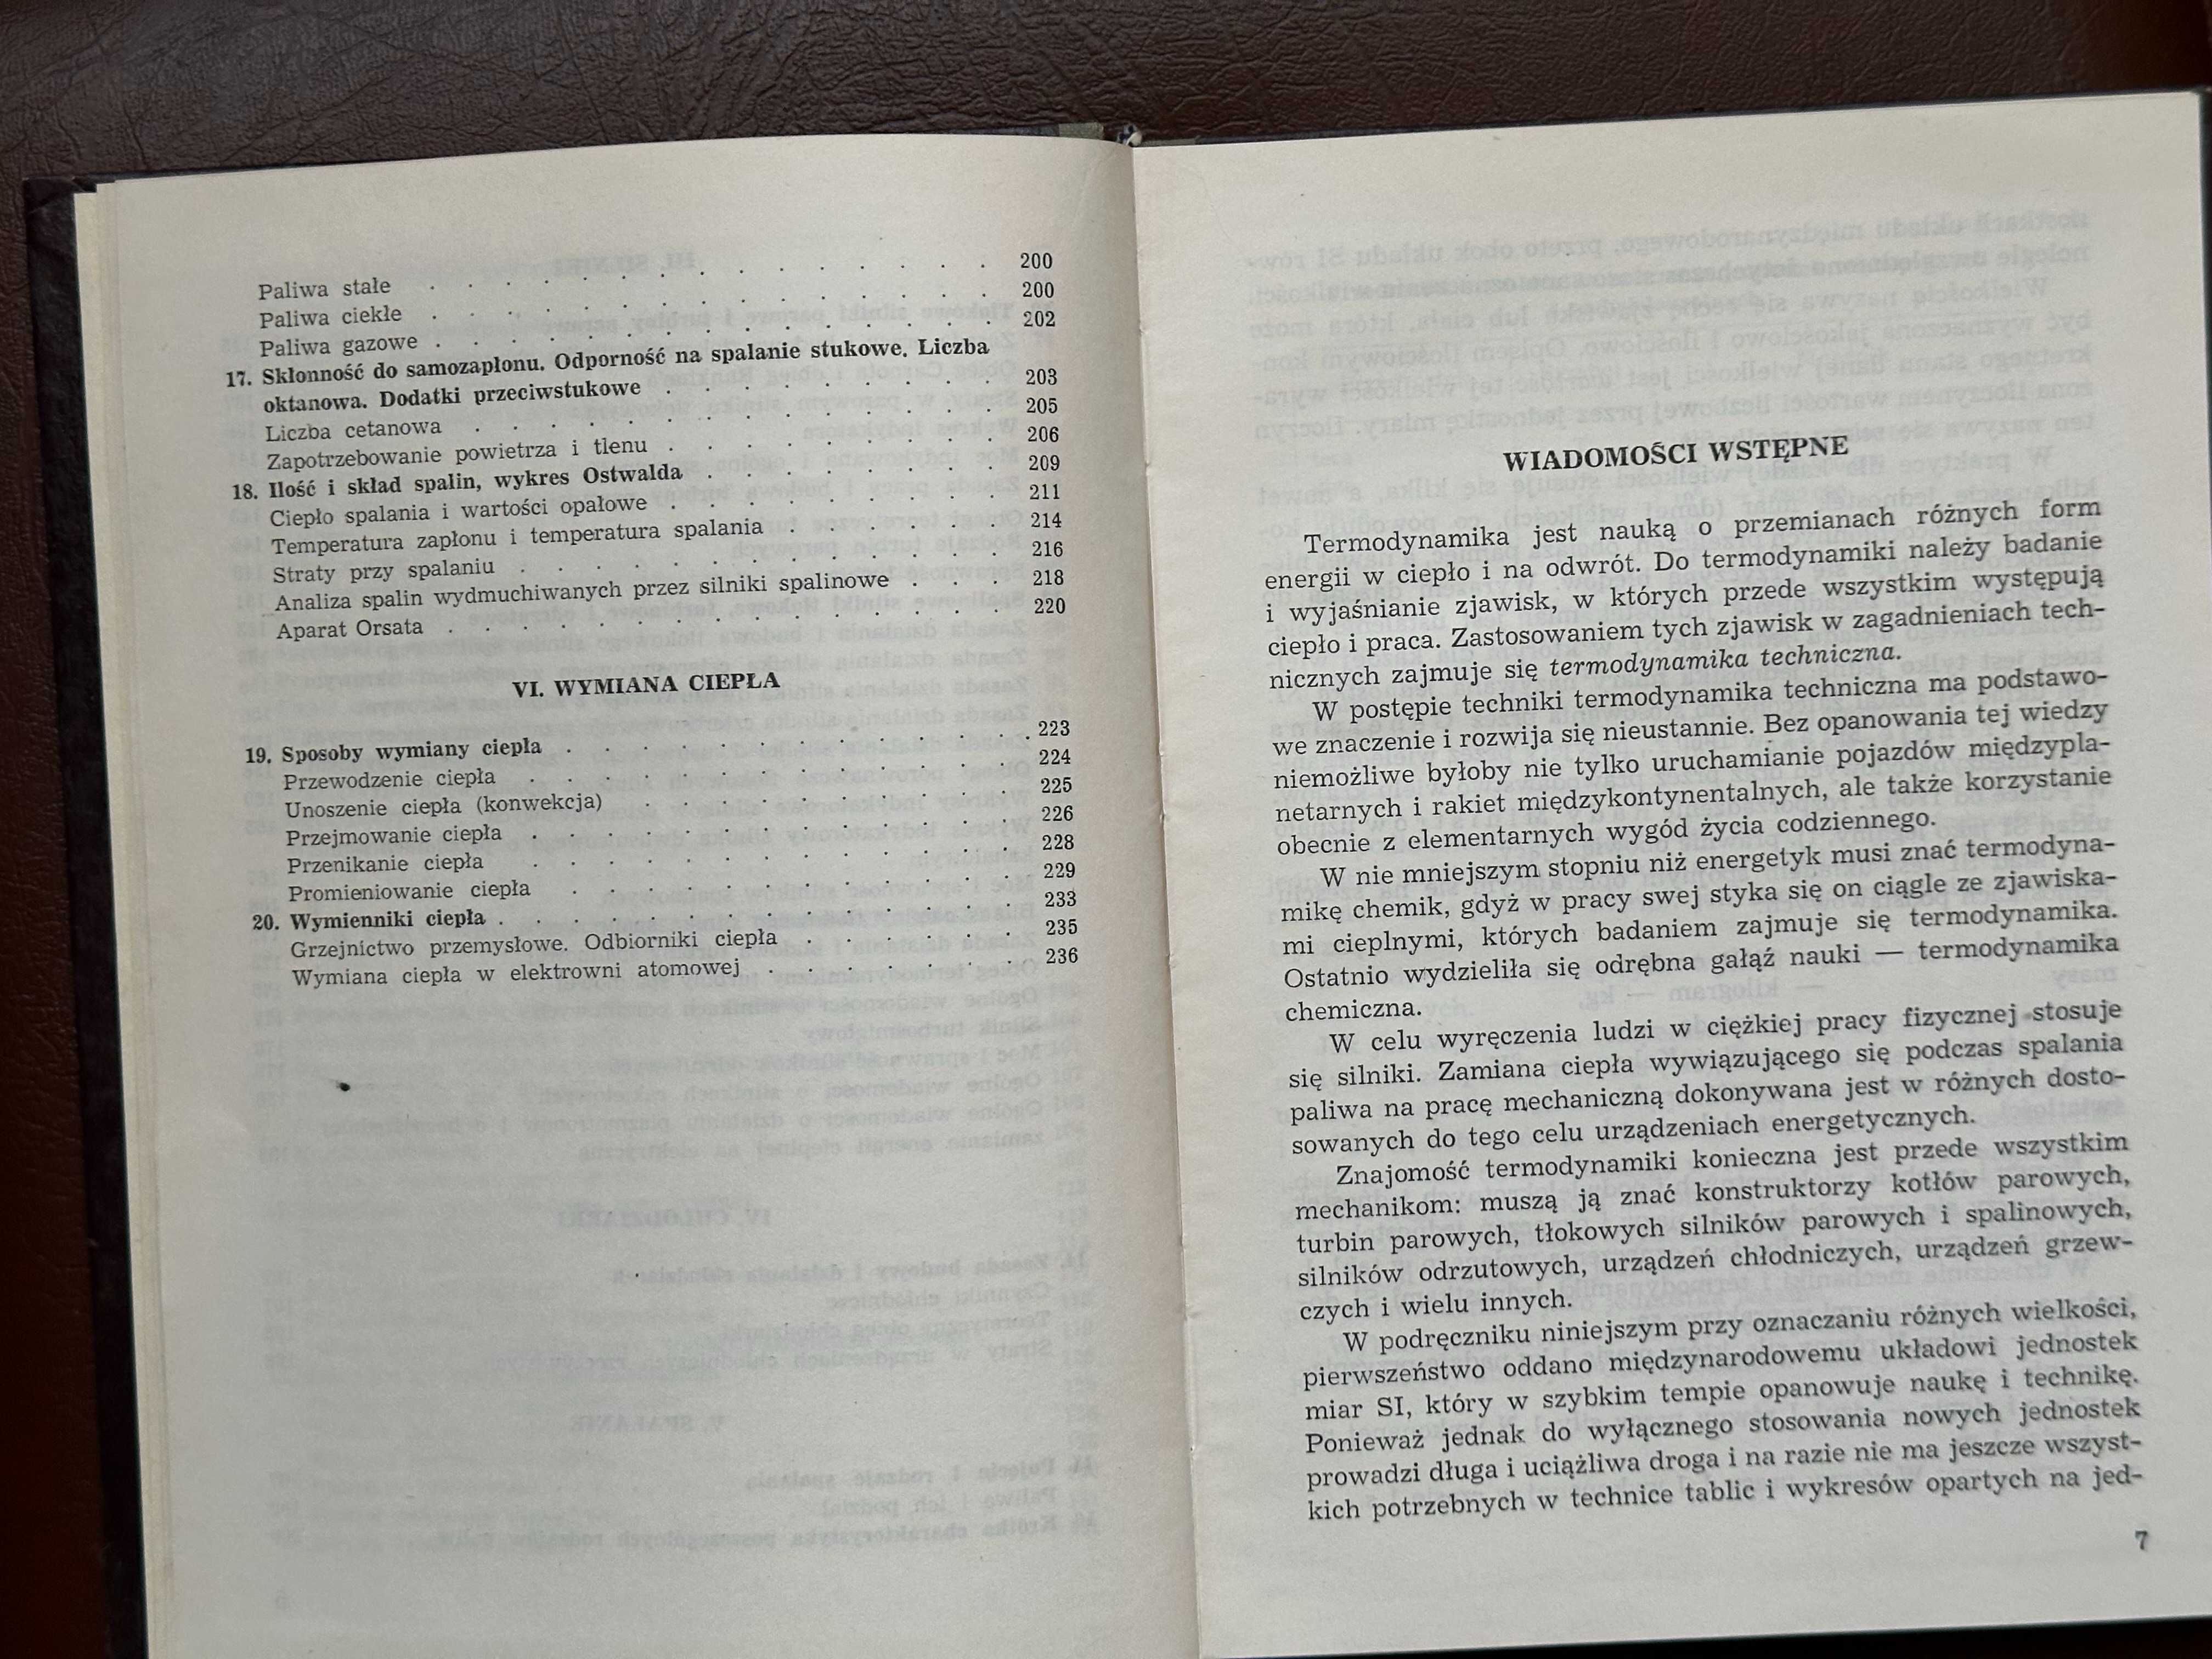 Paliwa stałe . . . . . . . . . . . . 200
Paliwa ciekłe . . . . . . . . . . . . 200
Paliwa gazowe . . . . . . . . . . . . 202
17. Skłonność do samozapłonu. Odporność na spalanie stukowe. Liczba
oktanowa. Dodatki przeciwstukowe . . . . . . . . 203
Liczba cetanowa . . . . . . . . . . . 205
Zapotrzebowanie powietrza i tlenu . . . . . . . . 206
18. Ilość i skład spalin, wykres Ostwalda . . . . . . . 209
Ciepło spalania i wartości opałowe . . . . . . . . 211
Temperatura zapłonu i temperatura spalania . . . . . . 214
Straty przy spalaniu . . . . . . . . . . 216
Analiza spalin wydmuchiwanych przez silniki spalinowe . . . 218
Aparat Orsata . . . . . . . . . . . . 220
VI. WYMIANA CIEPŁA
19. Sposoby wymiany ciepła . . . . . . . . . . . 223
Przewodzenie ciepła . . . . . . . . . . . 224
Unoszenie ciepła (konwekcja) . . . . . . . . . 225
Przejmowanie ciepła . . . . . . . . . . . 226
Przenikanie ciepła . . . . . . . . . . . 228
Promieniowanie ciepła . . . . . . . . . . 229
20. Wymienniki ciepła . . . . . . . . . . . . 233
Grzejnictwo przemysłowe. Odbiorniki ciepła . . . . . . 235
Wymiana ciepła w elektrowni atomowej . . . . . . . 236
WIADOMOŚCI WSTĘPNE
Termodynamika jest nauką o przemianach różnych form
energii w ciepło i na odwrót. Do termodynamiki należy badanie
i wyjaśnianie zjawisk, w których przede wszystkim występują
ciepło i praca. Zastosowaniem tych zjawisk w zagadnieniach tech-
nicznych zajmuje się termodynamika techniczna.
W postępie techniki termodynamika techniczna ma podstawo-
we znaczenie i rozwija się nieustannie. Bez opanowania tej wiedzy
niemożliwe byłoby nie tylko uruchamianie pojazdów międzypla-
netarnych i rakiet międzykontynentalnych, ale także korzystanie
obecnie z elementarnych wygód życia codziennego.
W nie mniejszym stopniu niż energetyk musi znać termodyna-
mikę chemik, gdyż w pracy swej styka się on ciągle ze zjawiska-
mi cieplnymi, których badaniem zajmuje się termodynamika.
Ostatnio wydzieliła się odrębna gałąź nauki — termodynamika
chemiczna.
W celu wyręczenia ludzi w ciężkiej pracy fizycznej stosuje
się silniki. Zamiana ciepła wywiązującego się podczas spalania
paliwa na pracę mechaniczną dokonywana jest w różnych dosto-
sowanych do tego celu urządzeniach energetycznych.
Znajomość termodynamiki konieczna jest przede wszystkim
mechanikom: muszą ją znać konstruktorzy kotłów parowych,
turbin parowych, tłokowych silników parowych i spalinowych,
silników odrzutowych, urządzeń chłodniczych, urządzeń grzew-
czych i wielu innych.
W podręczniku niniejszym przy oznaczaniu różnych wielkości,
pierwszeństwo oddano międzynarodowemu układowi jednostek
miar SI, który w szybkim tempie opanowuje naukę i technikę.
Ponieważ jednak do wyłącznego stosowania nowych jednostek
prowadzi długa i uciążliwa droga i na razie nie ma jeszcze wszyst-
kich potrzebnych w technice tablic i wykresów opartych na jed-
7